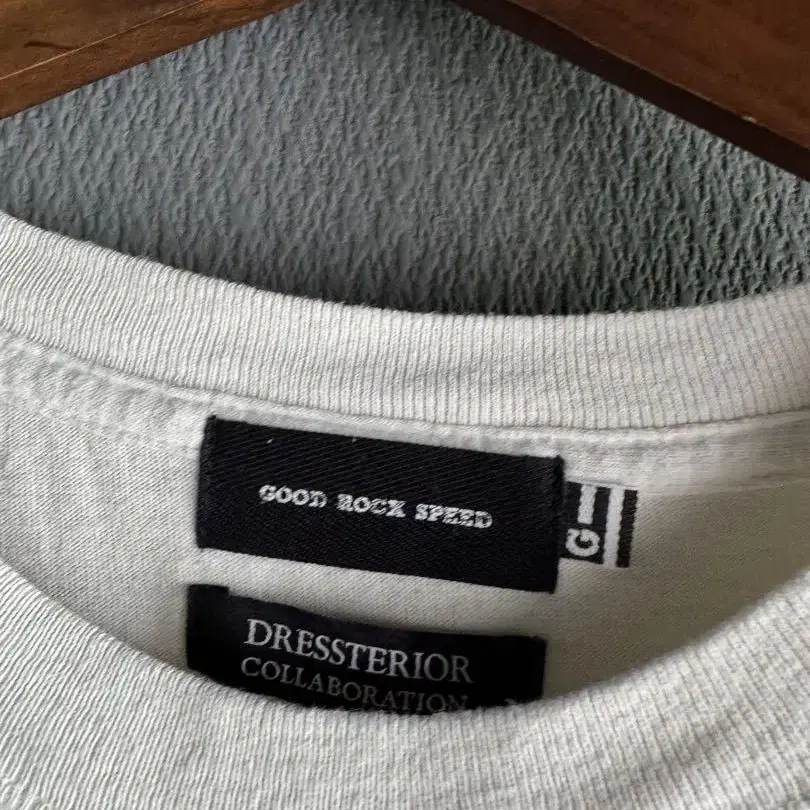 GOOD ROCK SPEED
G
DRESSTERIOR
COLLABORATION